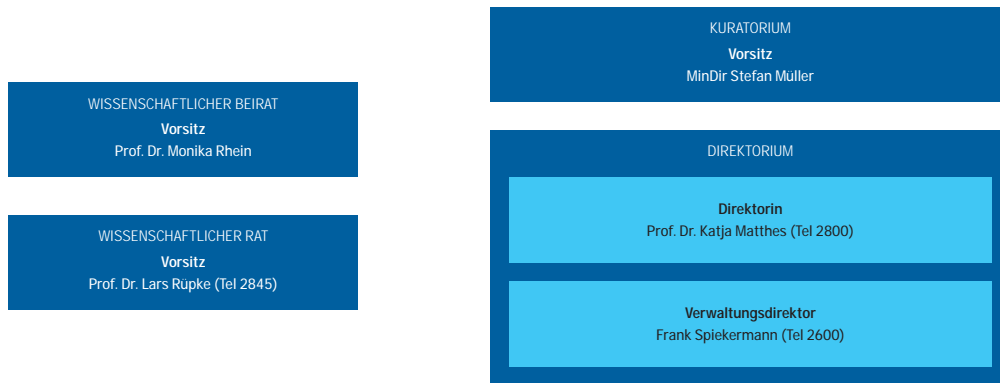 KURATORIUM
Vorsitz
MinDir Stefan Müller
WISSENSCHAFTLICHER BEIRAT
Vorsitz
Prof. Dr. Monika Rhein
WISSENSCHAFTLICHER RAT
Vorsitz
Prof. Dr. Lars Rüpke (Tel 2845)
DIREKTORIUM
Direktorin
Prof. Dr. Katja Matthes (Tel 2800)
Verwaltungsdirektor
Frank Spiekermann (Tel 2600)